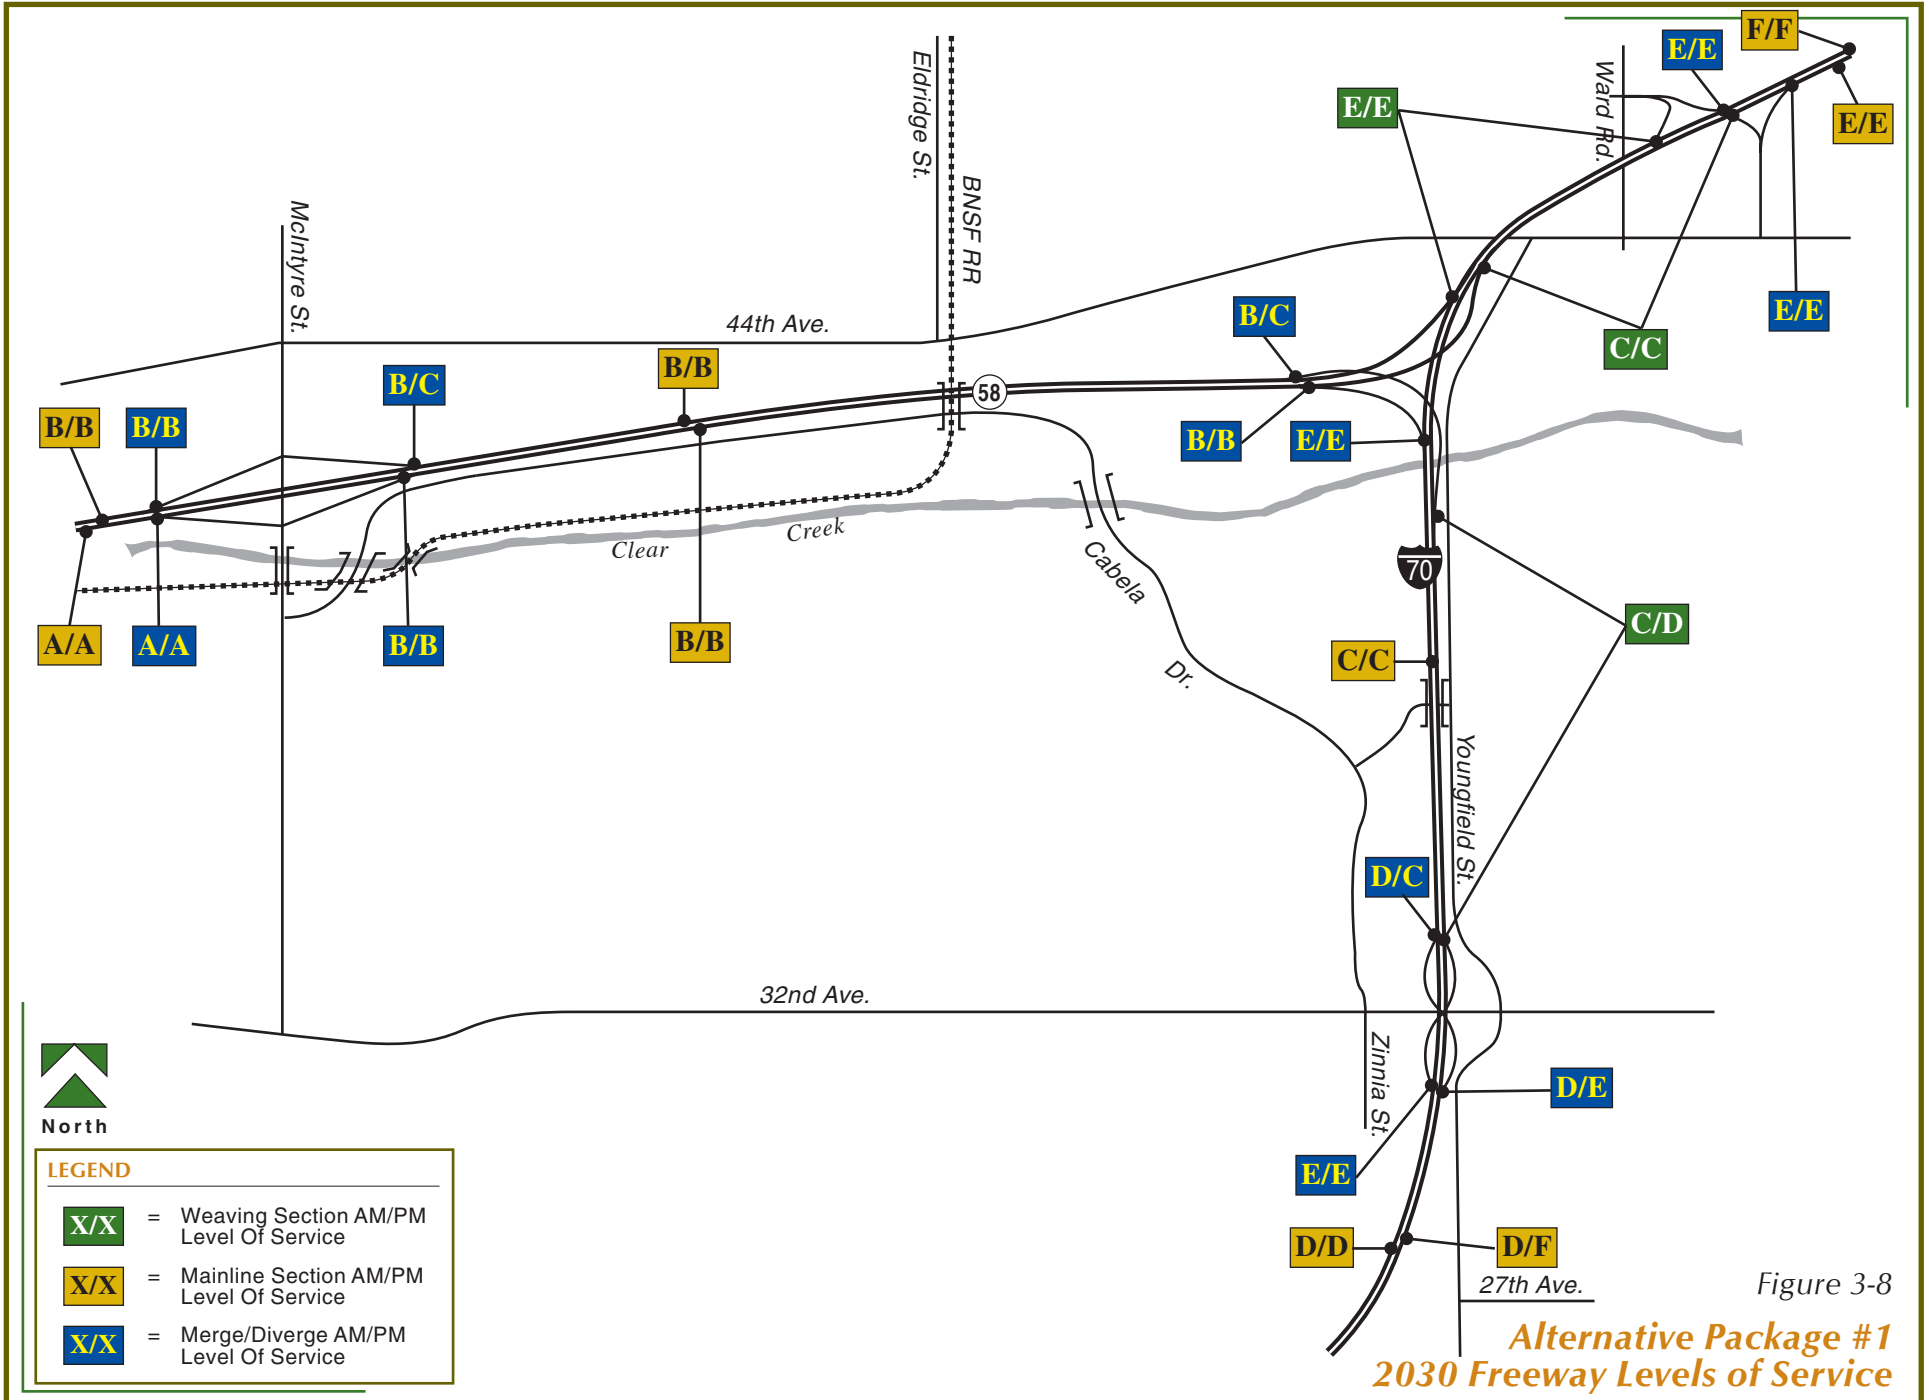 F/F
E/E
E/E
E/E
Ward Rd.
Eldridge St.
BNSF RR
McIntyre St.
44th Ave.
B/C
E/E
C/C
B/B
B/C
58
B/B
B/B
B/B
E/E
Clear
Creek
Cabela
Dr.
70
A/A
A/A
B/B
B/B
C/C
C/D
Youngfield St.
D/C
32nd Ave.
Zinnia St.
D/E
E/E
D/D
D/F
27th Ave.
North
LEGEND
X/X = Weaving Section AM/PM
Level Of Service
X/X = Mainline Section AM/PM
Level Of Service
X/X = Merge/Diverge AM/PM
Level Of Service
Figure 3-8
Alternative Package #1
2030 Freeway Levels of Service